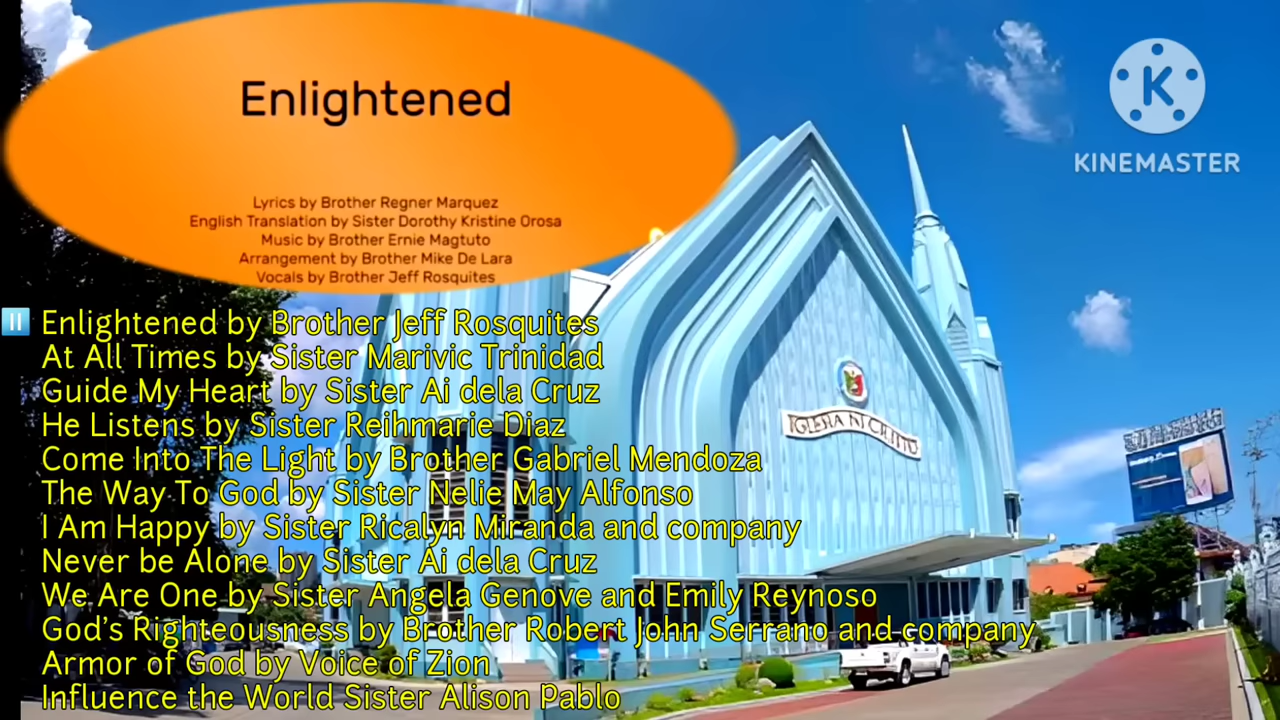 Enlightened
Lyrics by Brother Regner Marquez
English Translation by Sister Dorothy Kristine Orosa
Music by Brother Ernie Magtuto
Arrangement by Brother Mike De Lara
Vocals by Brother Jeff Rosquites
K
KINEMASTER
Enlightened by Brother Jeff Rosquites
At All Times by Sister Marivic Trinidad
Guide My Heart by Sister Ai dela Cruz
He Listens by Sister Reihmarie Diaz
Come Into The Light by Brother Gabriel Mendoza
The Way To God by Sister Nelie May Alfonso
I Am Happy by Sister Ricalyn Miranda and company
Never be Alone by Sister Ai dela Cruz
We Are One by Sister Angela Genove and Emily Reynoso
God's Righteousness by Brother Robert John Serrano and company
Armor of God by Voice of Zion
Influence the World Sister Alison Pablo
IGLESIA NI CRISTO